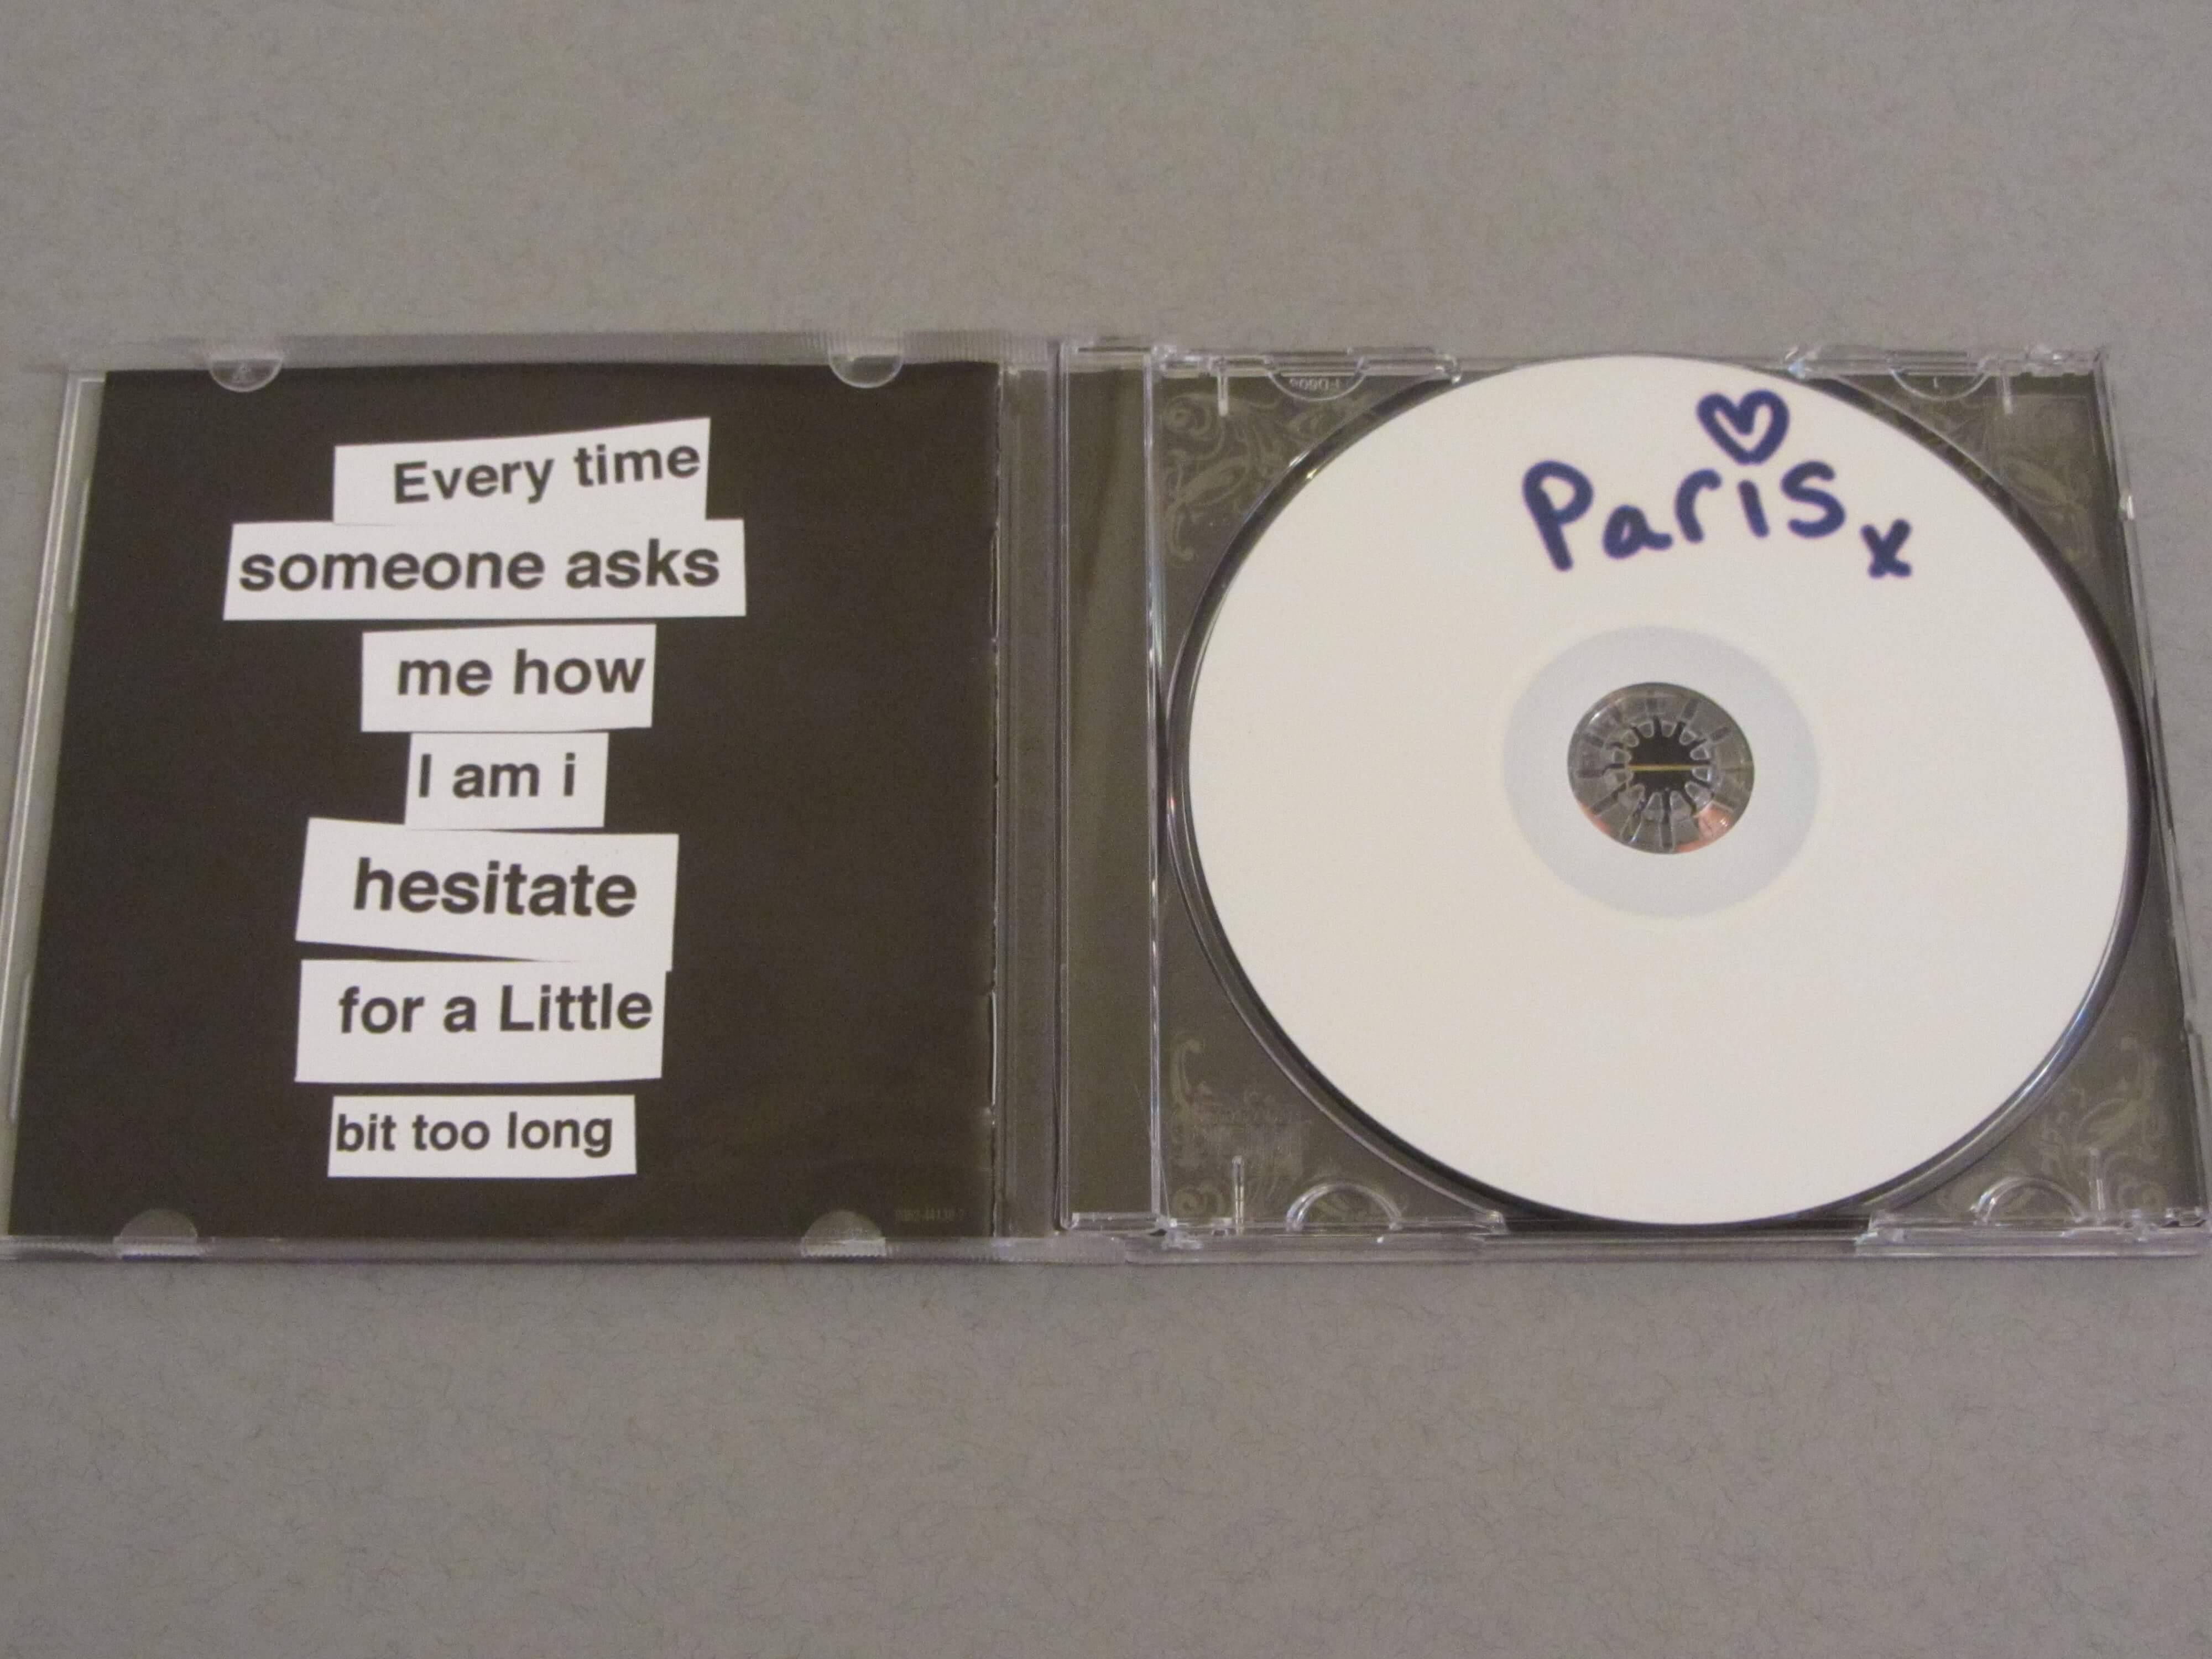 Every time
someone asks
me how
I am i
hesitate
for a Little
bit too long
Paris x